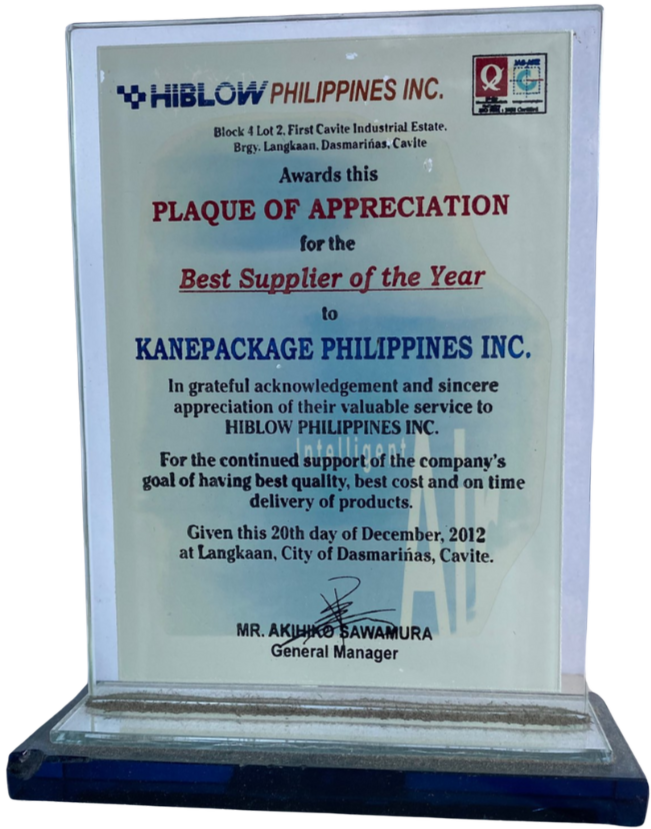 HIBLOW PHILIPPINES INC.
JAS-ANZ
Block 4 Lot 2, First Cavite Industrial Estate.
Brgy. Langkaan, Dasmariñas, Cavite
Awards this
PLAQUE OF APPRECIATION
for the
Best Supplier of the Year
to
KANEPACKAGE PHILIPPINES INC.
In grateful acknowledgement and sincere
appreciation of their valuable service to
HIBLOW PHILIPPINES INC.
Intelligent
For the continued support of the company's
goal of having best quality, best cost and on time
delivery of products.
Given this 20th day of December, 2012
at Langkaan, City of Dasmariñas, Cavite.
MR. AKIHIKO SAWAMURA
General Manager